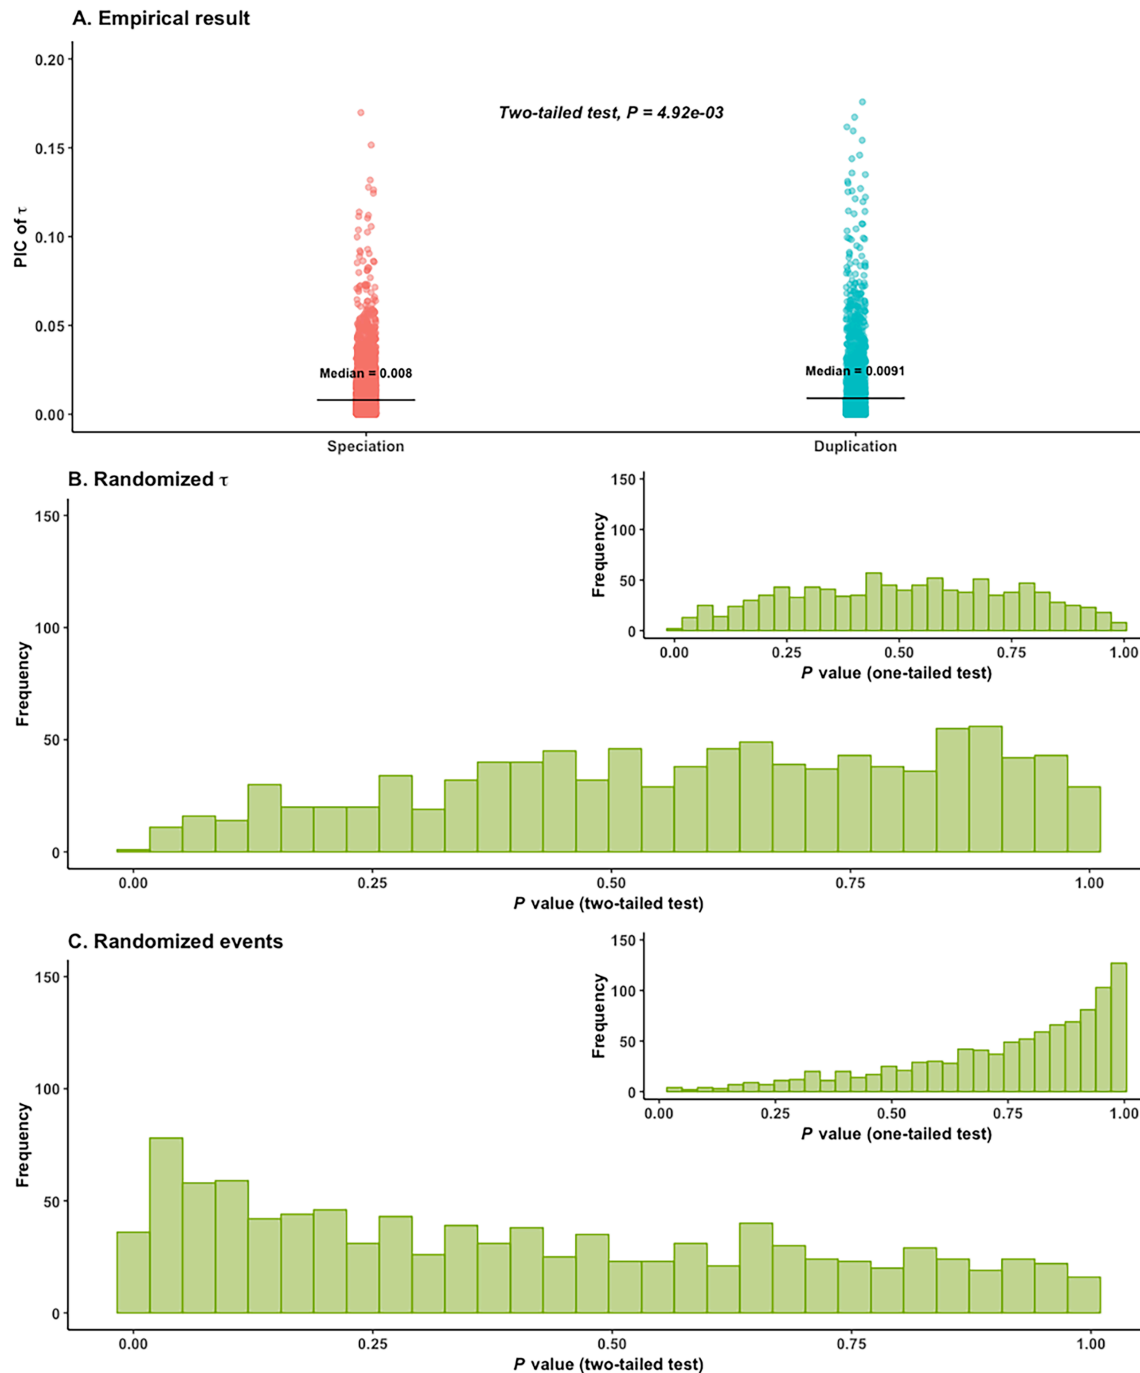 A. Empirical result
0.20
0.15
0.10
0.05
0.00
PIC of τ
Two-tailed test, P = 4.92e-03
Median = 0.008
Median = 0.0091
Speciation
Duplication
B. Randomized τ
150
100
50
0
Frequency
0.00 0.25 0.50 0.75 1.00
P value (two-tailed test)
150
100
50
0
Frequency
0.00 0.25 0.50 0.75 1.00
P value (one-tailed test)
C. Randomized events
150
100
50
0
Frequency
0.00 0.25 0.50 0.75 1.00
P value (two-tailed test)
150
100
50
0
Frequency
0.00 0.25 0.50 0.75 1.00
P value (one-tailed test)